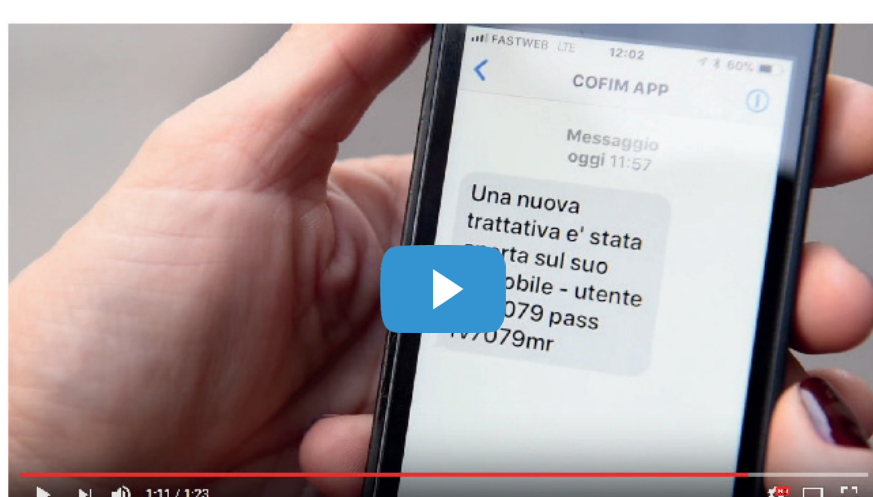 FASTWEB LTE 12:02 60%
COFIM APP
Messaggio
oggi 11:57
Una nuova
trattativa e' stata
sul suo
- utente
pass
1:11 / 1:23